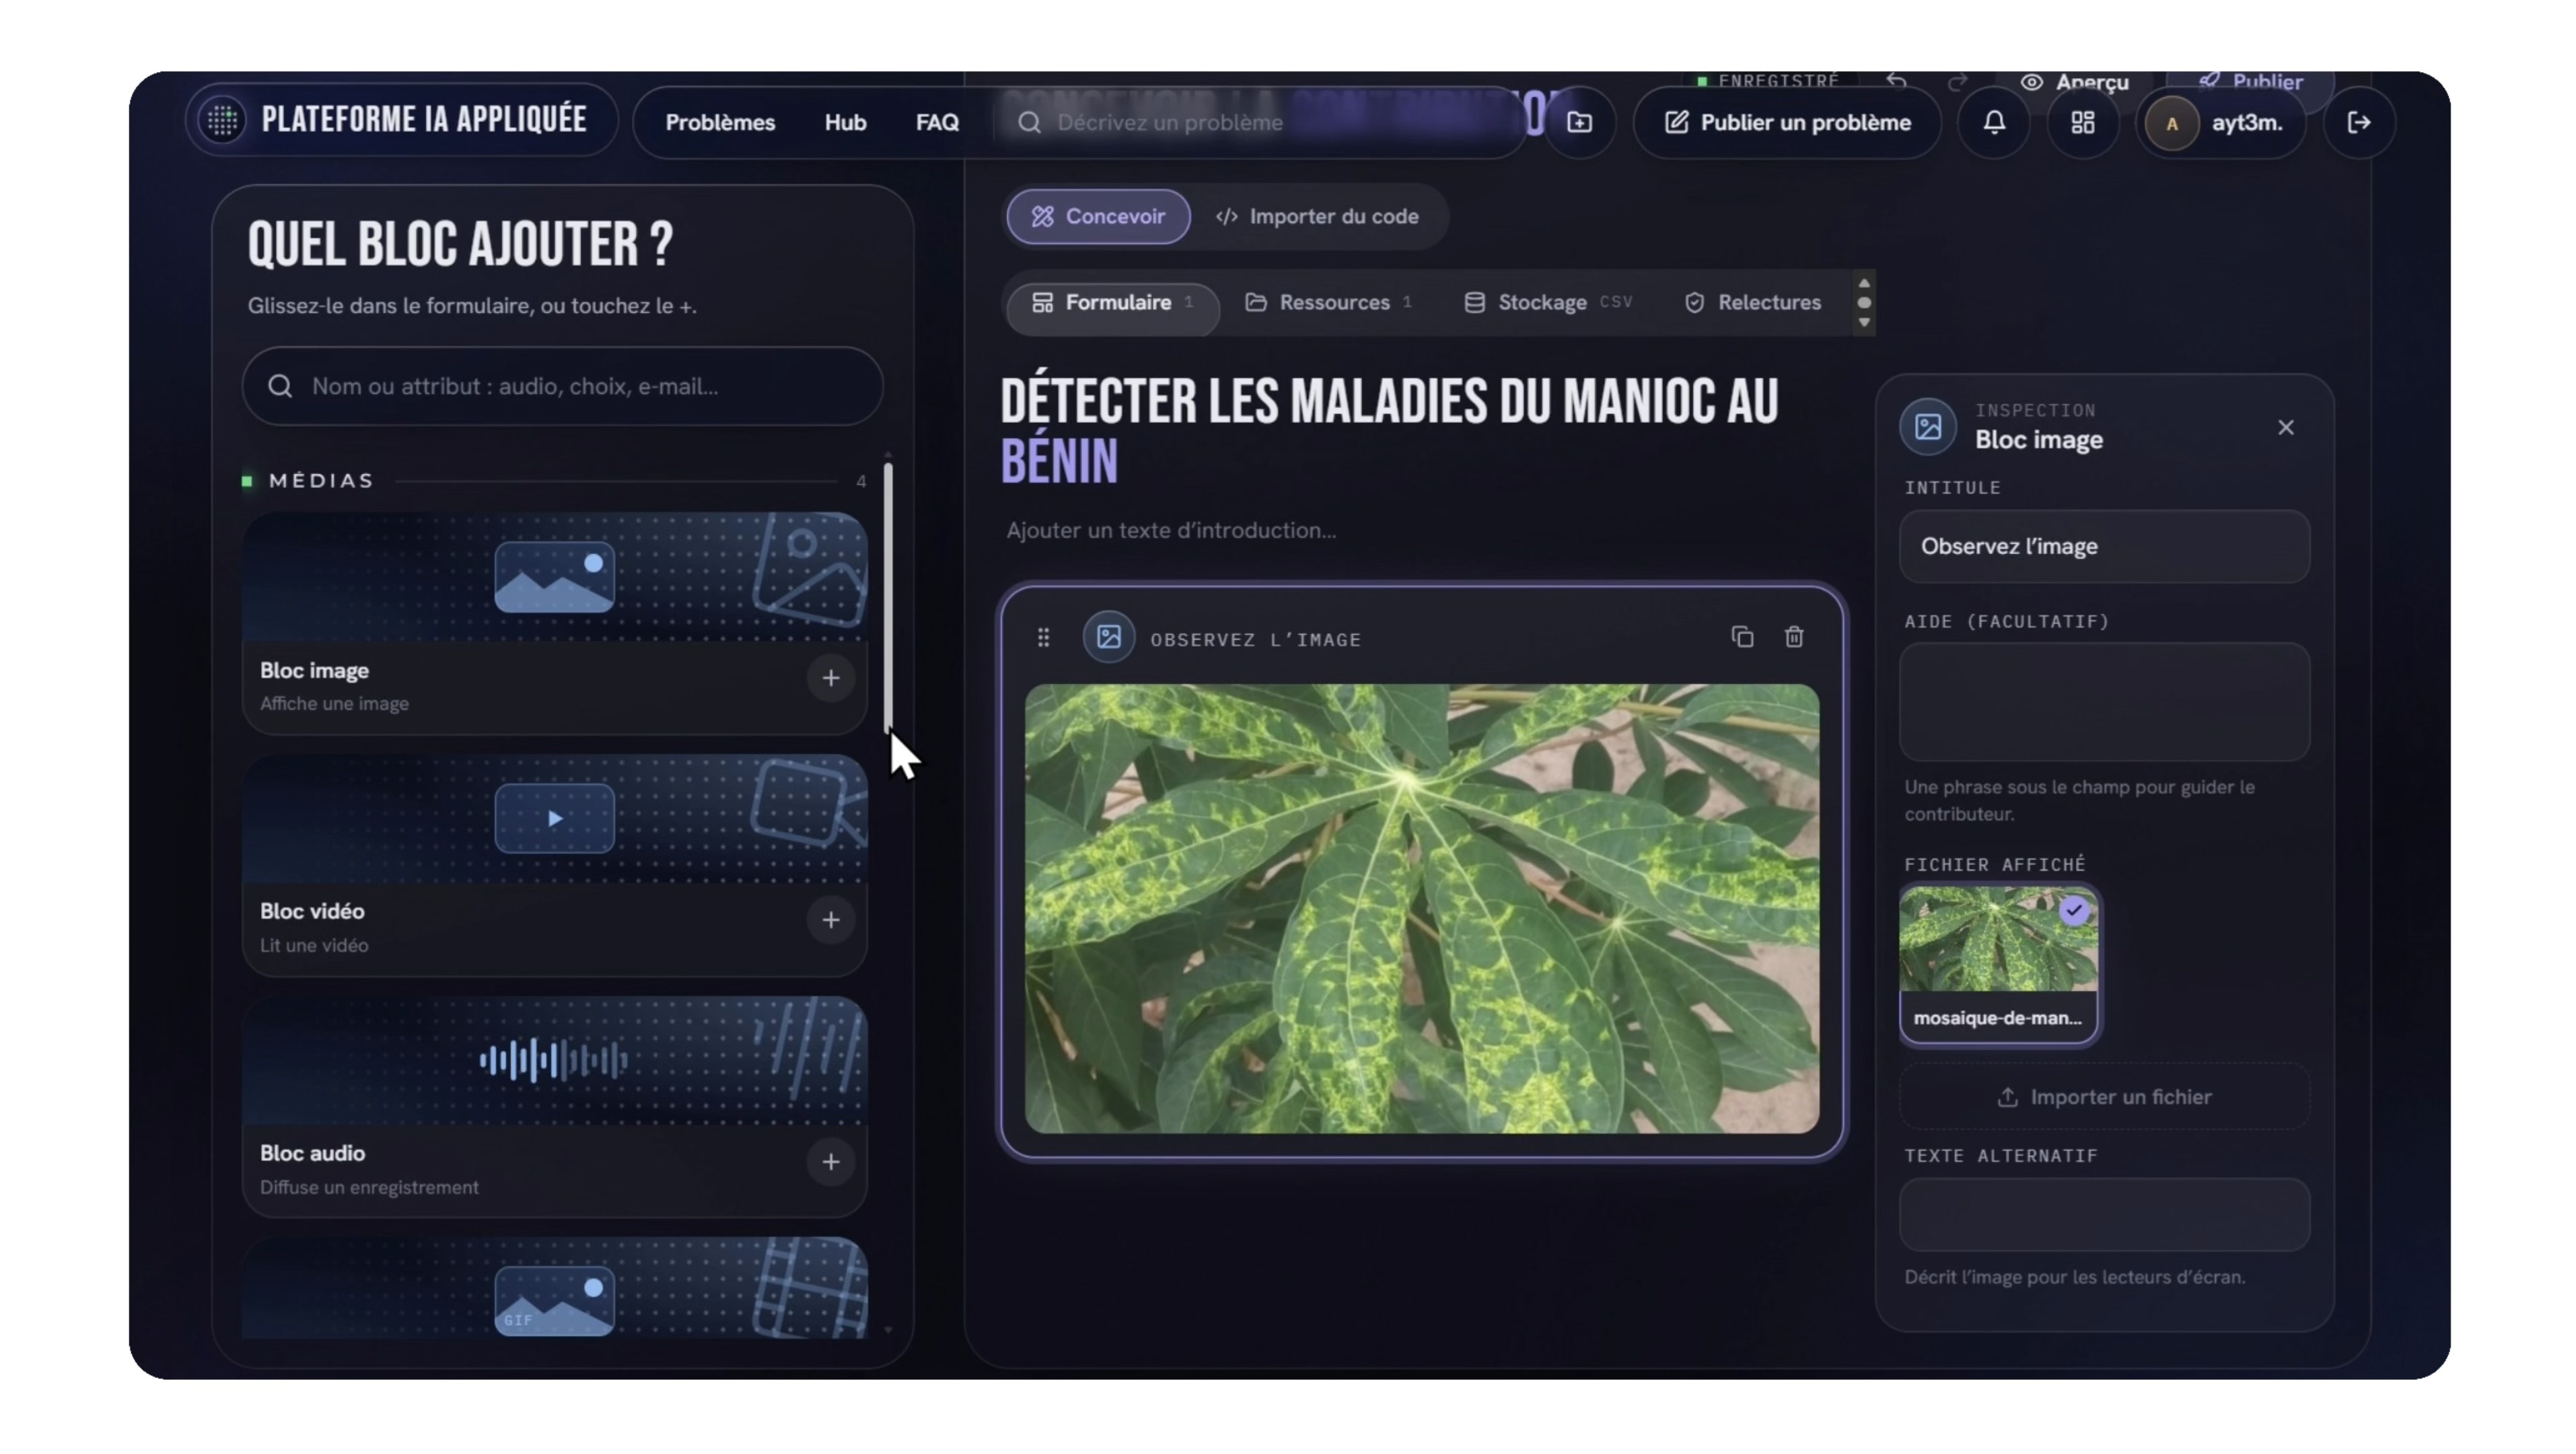 ENREGISTRÉ
Aperçu
Publier
PLATEFORME IA APPLIQUÉE
Problèmes
Hub
FAQ
Décrivez un problème
Publier un problème
A
ayt3m.
QUEL BLOC AJOUTER ?
Glissez-le dans le formulaire, ou touchez le +.
Nom ou attribut : audio, choix, e-mail...
MÉDIAS
4
Bloc image
Affiche une image
Bloc vidéo
Lit une vidéo
Bloc audio
Diffuse un enregistrement
GIF
Concevoir
Importer du code
Formulaire 1
Ressources 1
Stockage CSV
Relectures
DÉTECTER LES MALADIES DU MANIOC AU
BÉNIN
Ajouter un texte d’introduction...
OBSERVEZ L’IMAGE
INSPECTION
Bloc image
INTITULE
Observez l’image
AIDE (FACULTATIF)
Une phrase sous le champ pour guider le
contributeur.
FICHIER AFFICHÉ
mosaique-de-man...
Importer un fichier
TEXTE ALTERNATIF
Décrit l’image pour les lecteurs d’écran.